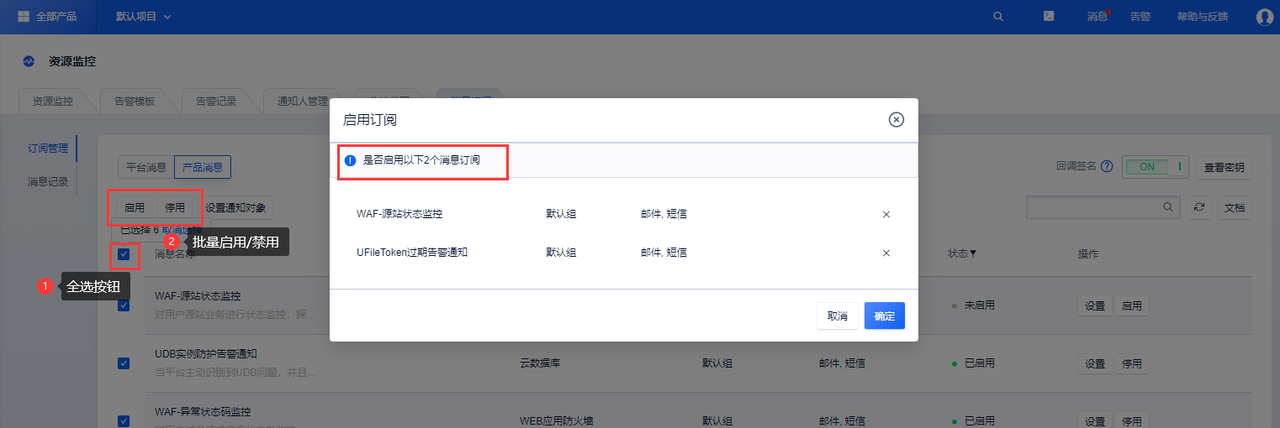 全部产品 默认项目 消息 告警 帮助与反馈
资源监控
资源监控 告警模板 告警记录 通知人管理
启用订阅
订阅管理
消息记录
平台消息 产品消息
是否启用以下2个消息订阅
回调签名 ON 查看密钥
启用 停用 设置通知对象
文档
WAF-源站状态监控 默认组 邮件, 短信
已选择 6 取消选择
2 批量启用/禁用
消息名称
UFileToken过期告警通知 默认组 邮件, 短信
状态 操作
1 全选按钮
WAF-源站状态监控
对用户源站业务进行状态监控，探...
未启用 设置 启用
取消 确定
UDB实例防护告警通知
当平台主动识别到UDB问题，并且...
云数据库 默认组 邮件, 短信 已启用 设置 停用
WAF-异常状态码监控
WEB应用防火墙 默认组 邮件, 短信 已启用 设置 停用